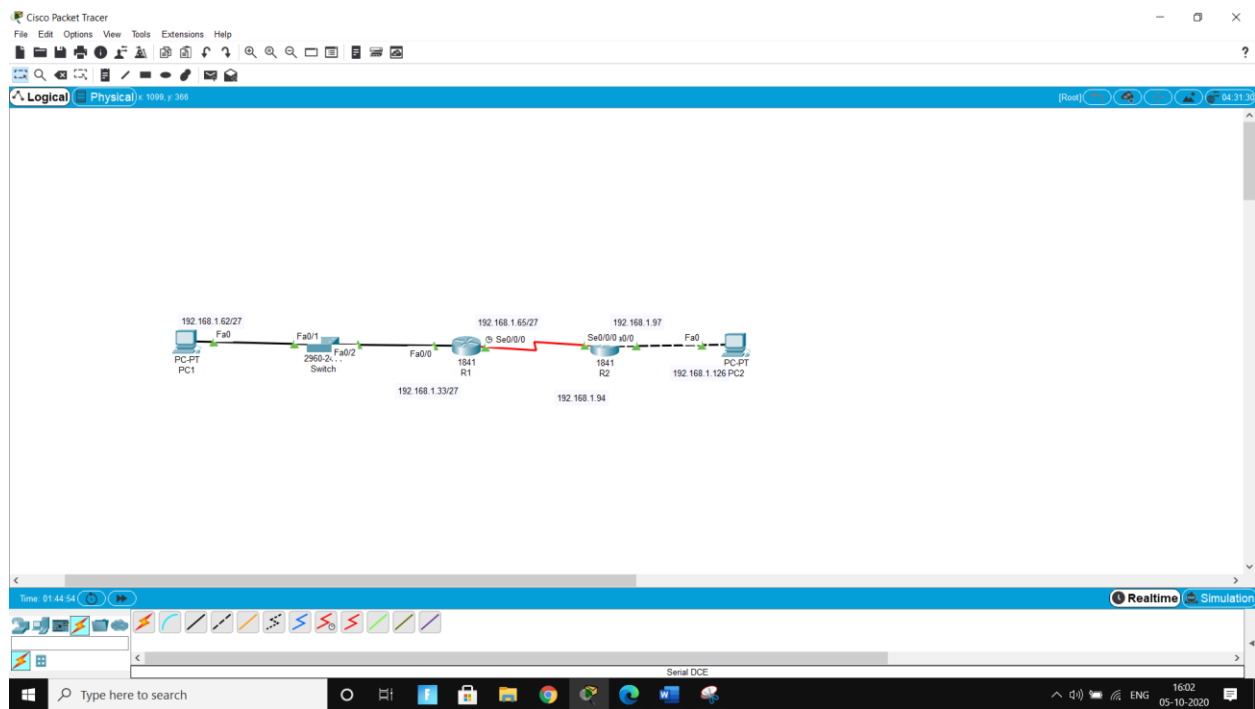 Cisco Packet Tracer
File Edit Options View Tools Extensions Help
?
Logical Physical x: 1099, y: 366 [Root] 04:31:30
192.168.1.62/27 192.168.1.65/27 192.168.1.97
Fa0 Fa0/1 Fa0/2 Fa0/0 Se0/0/0 Se0/0/0 Fa0
PC-PT Switch 1841 1841 PC-PT
PC1 R1 R2 192.168.1.126 PC2
192.168.1.33/27 192.168.1.94
Time: 01:44:54 Realtime Simulation
Serial DCE
Type here to search ENG 16:02
05-10-2020